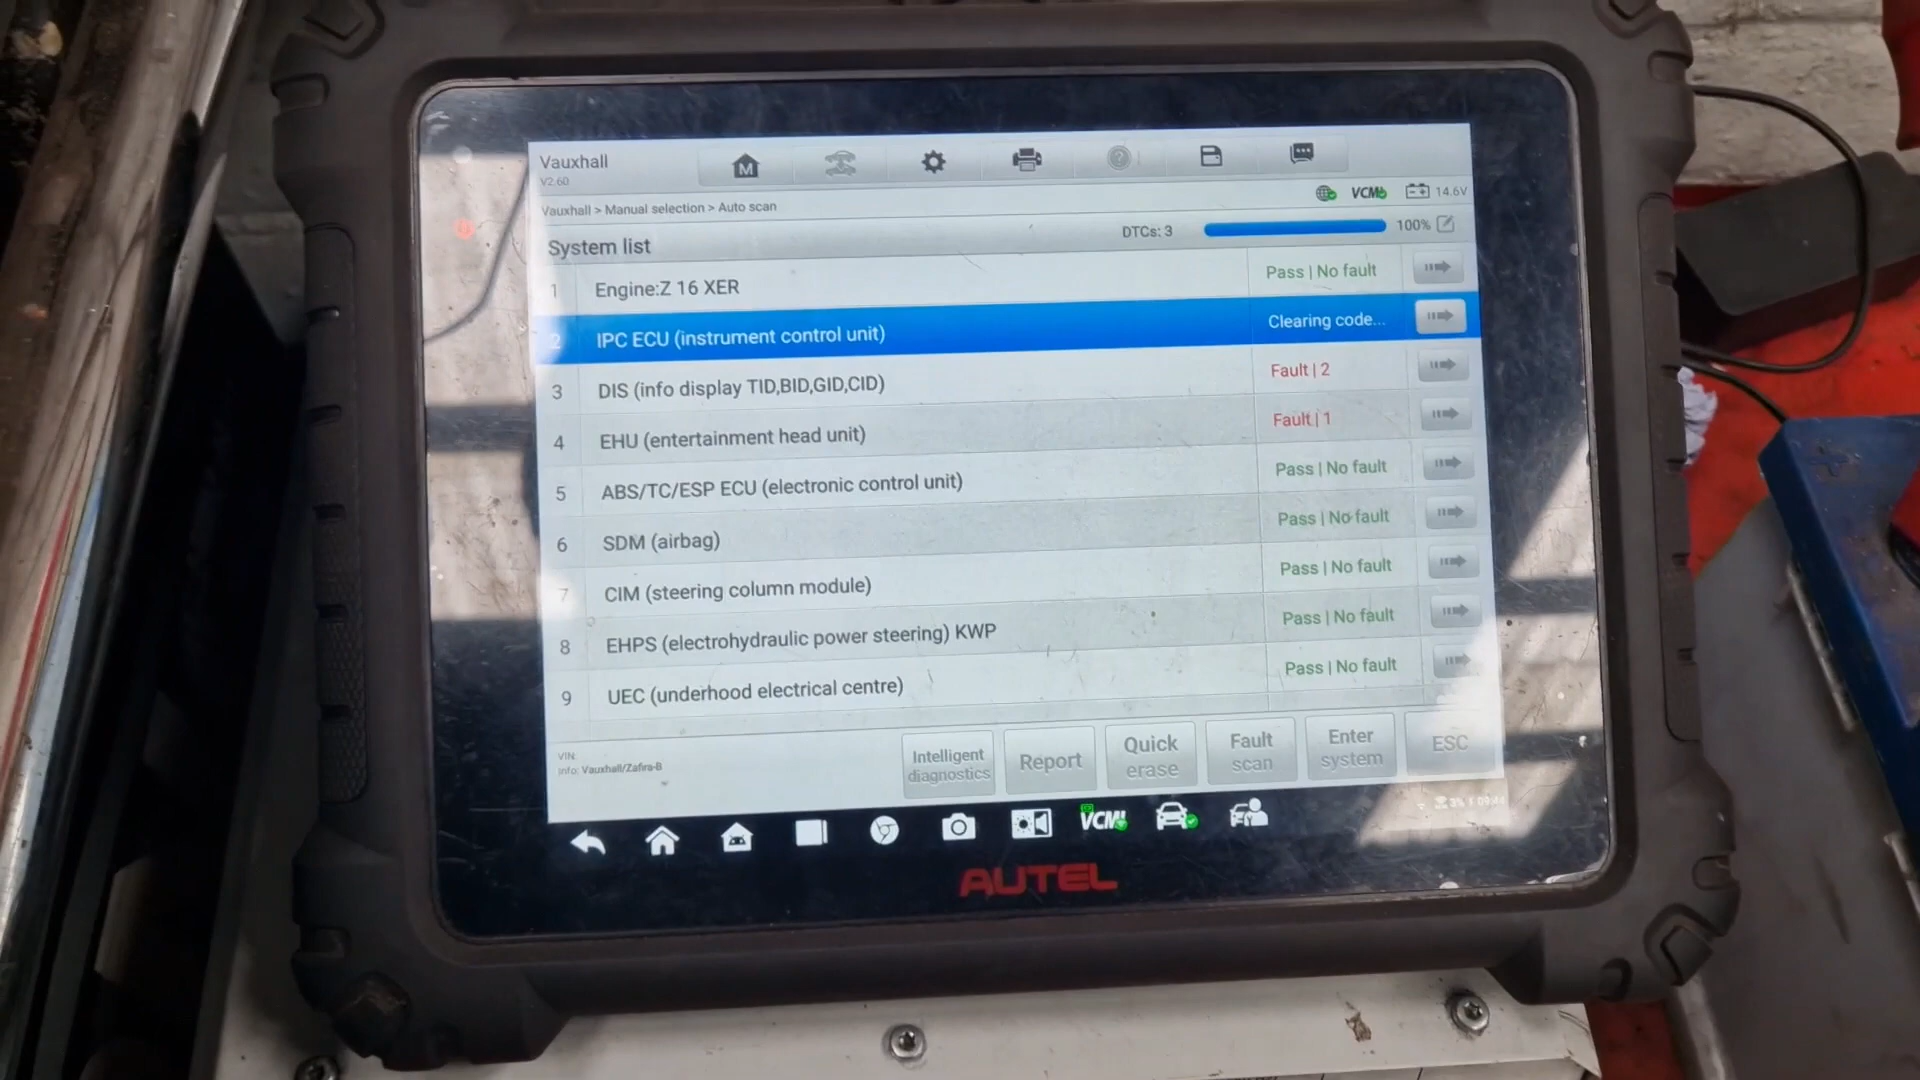 Vauxhall
V2.60
M
?
VCMI
14.6V
Vauxhall > Manual selection > Auto scan
System list
DTCs: 3
100%
1 Engine:Z 16 XER Pass | No fault
2 IPC ECU (instrument control unit) Clearing code...
3 DIS (info display TID,BID,GID,CID) Fault | 2
4 EHU (entertainment head unit) Fault | 1
5 ABS/TC/ESP ECU (electronic control unit) Pass | No fault
6 SDM (airbag) Pass | No fault
7 CIM (steering column module) Pass | No fault
8 EHPS (electrohydraulic power steering) KWP Pass | No fault
9 UEC (underhood electrical centre) Pass | No fault
VIN:
Info: Vauxhall/Zafira-B
Intelligent diagnostics
Report
Quick erase
Fault scan
Enter system
ESC
VCMI
AUTEL